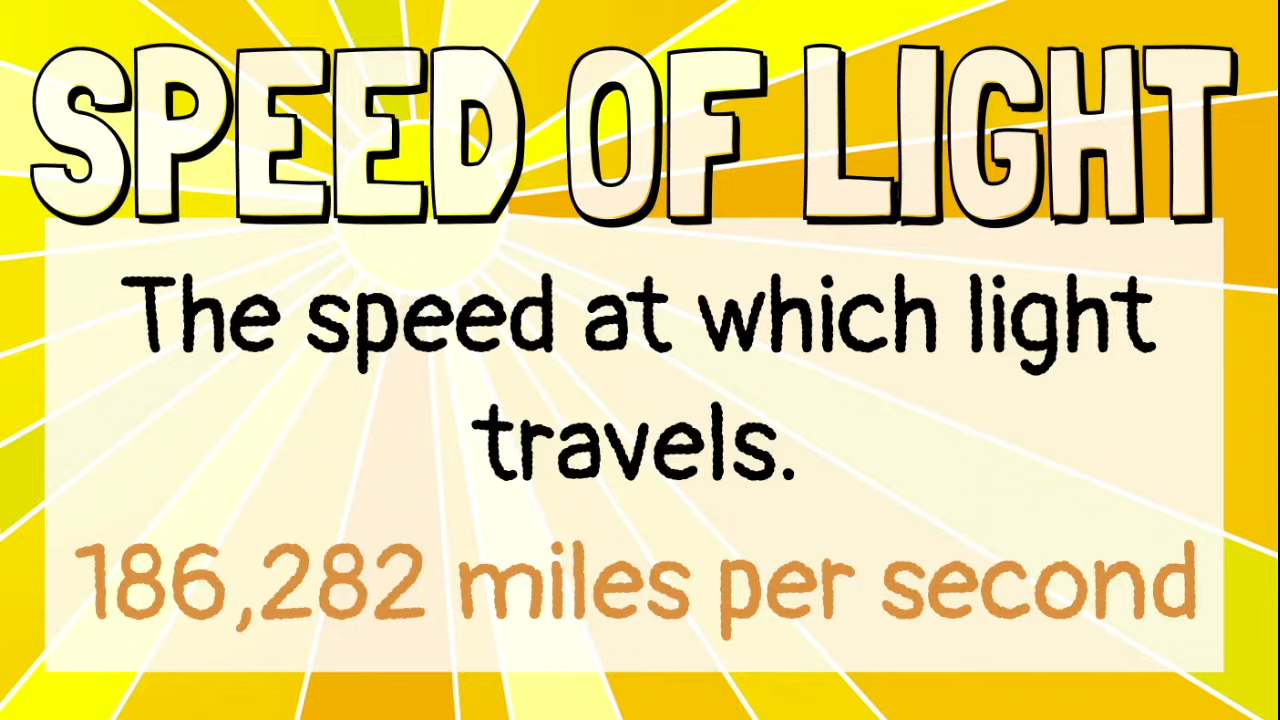 SPEED OF LIGHT
The speed at which light
travels.
186,282 miles per second